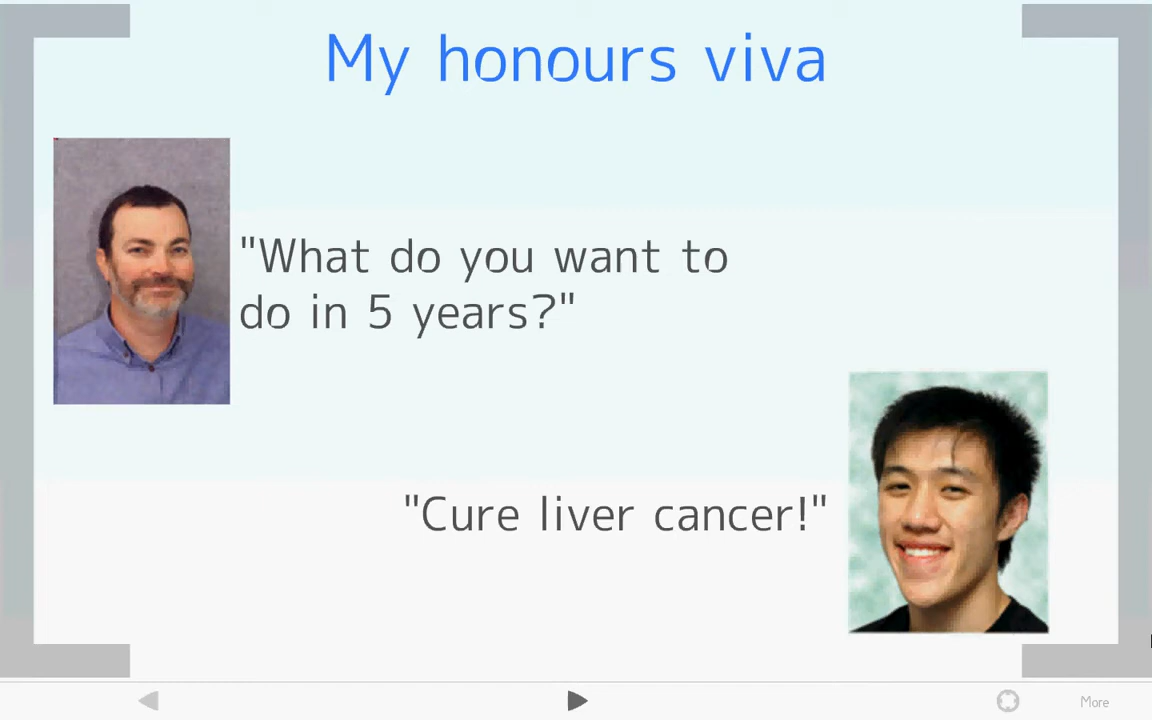 My honours viva
"What do you want to
do in 5 years?"
"Cure liver cancer!"
More